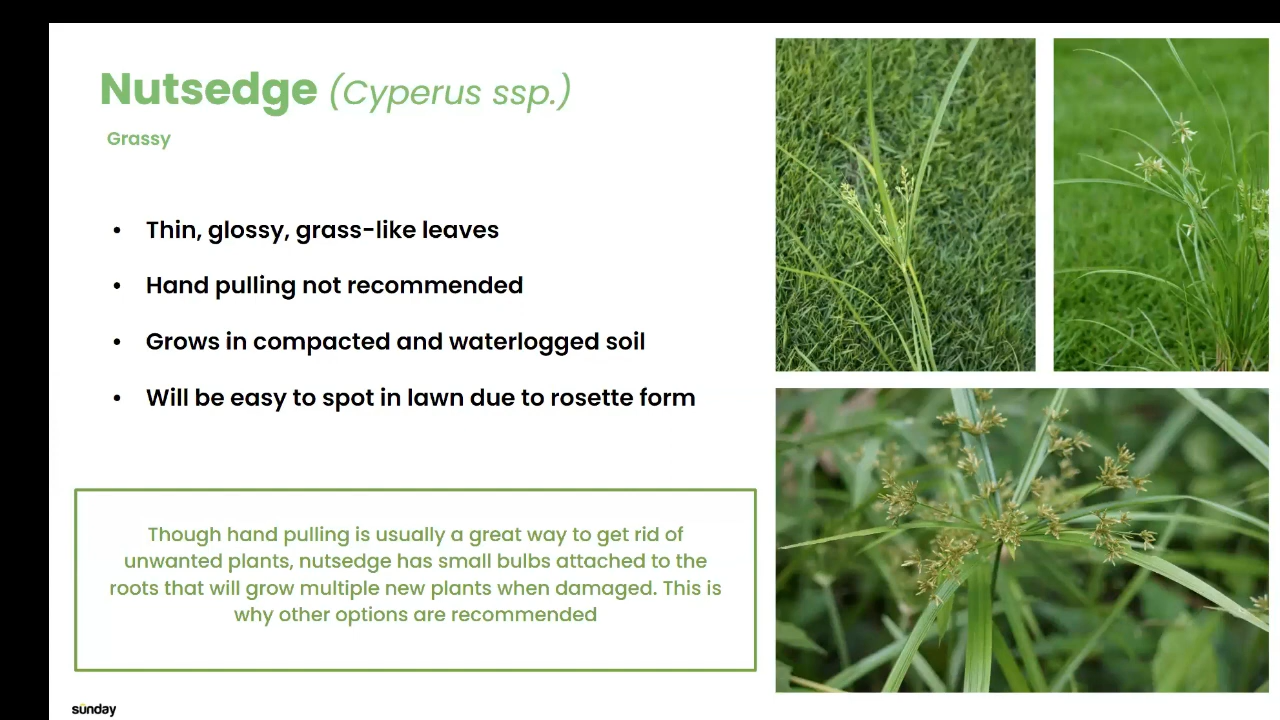 Nutsedge (Cyperus ssp.)
Grassy
• Thin, glossy, grass-like leaves
• Hand pulling not recommended
• Grows in compacted and waterlogged soil
• Will be easy to spot in lawn due to rosette form
Though hand pulling is usually a great way to get rid of
unwanted plants, nutsedge has small bulbs attached to the
roots that will grow multiple new plants when damaged. This is
why other options are recommended
sunday